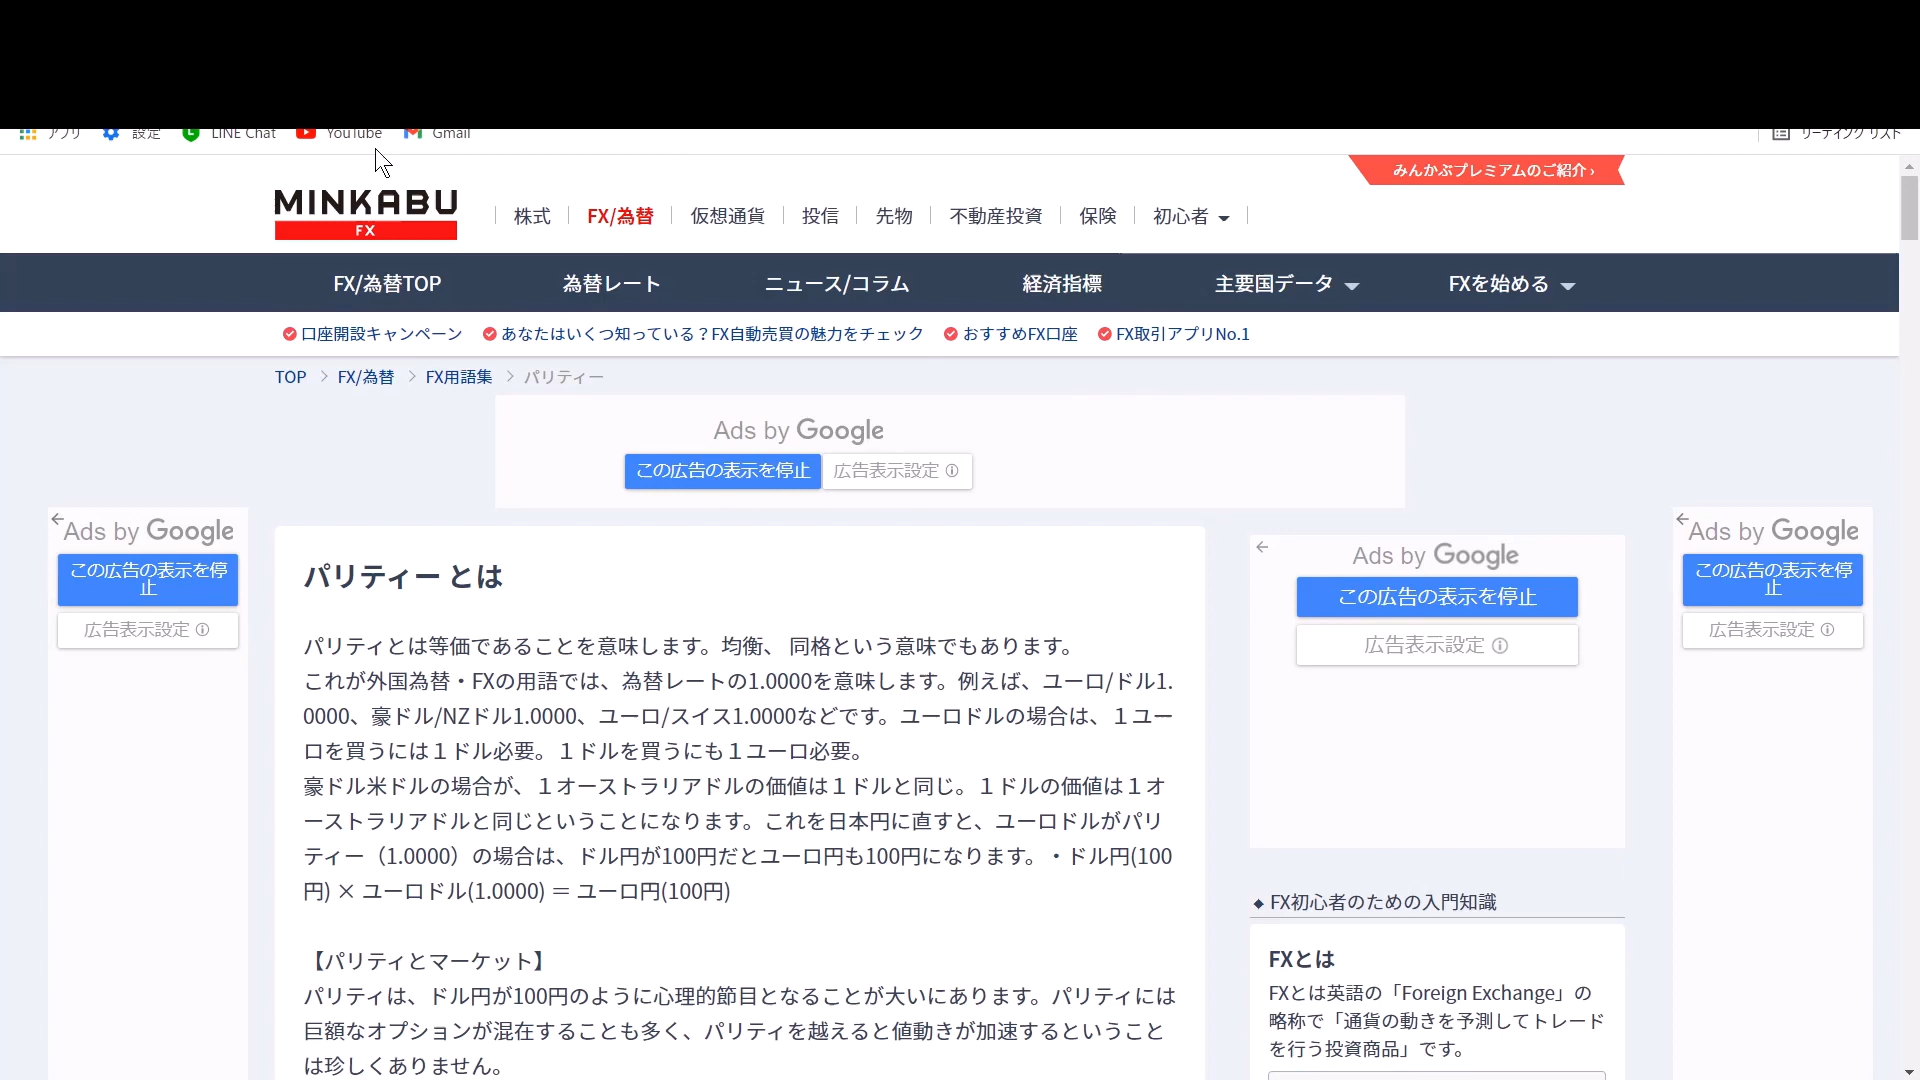 アプリ 設定 LINE Chat YouTube Gmail リーディング リスト
みんかぶプレミアムのご紹介 ›
MINKABU
FX
株式 FX/為替 仮想通貨 投信 先物 不動産投資 保険 初心者
FX/為替TOP 為替レート ニュース/コラム 経済指標 主要国データ FXを始める
口座開設キャンペーン あなたはいくつ知っている？FX自動売買の魅力をチェック おすすめFX口座 FX取引アプリNo.1
TOP FX/為替 FX用語集 パリティー
Ads by Google
この広告の表示を停止 広告表示設定
Ads by Google
この広告の表示を停
止
広告表示設定
パリティー とは
パリティとは等価であることを意味します。均衡、 同格という意味でもあります。
これが外国為替・FXの用語では、為替レートの1.0000を意味します。例えば、ユーロ/ドル1.
0000、豪ドル/NZドル1.0000、ユーロ/スイス1.0000などです。ユーロドルの場合は、１ユー
ロを買うには１ドル必要。１ドルを買うにも１ユーロ必要。
豪ドル米ドルの場合が、１オーストラリアドルの価値は１ドルと同じ。１ドルの価値は１オ
ーストラリアドルと同じということになります。これを日本円に直すと、ユーロドルがパリ
ティー（1.0000）の場合は、ドル円が100円だとユーロ円も100円になります。・ドル円(100
円) × ユーロドル(1.0000) ＝ ユーロ円(100円)
【パリティとマーケット】
パリティは、ドル円が100円のように心理的節目となることが大いにあります。パリティには
巨額なオプションが混在することも多く、パリティを越えると値動きが加速するということ
は珍しくありません。
Ads by Google
この広告の表示を停止
広告表示設定
◆ FX初心者のための入門知識
FXとは
FXとは英語の「Foreign Exchange」の
略称で「通貨の動きを予測してトレード
を行う投資商品」です。
Ads by Google
この広告の表示を停
止
広告表示設定